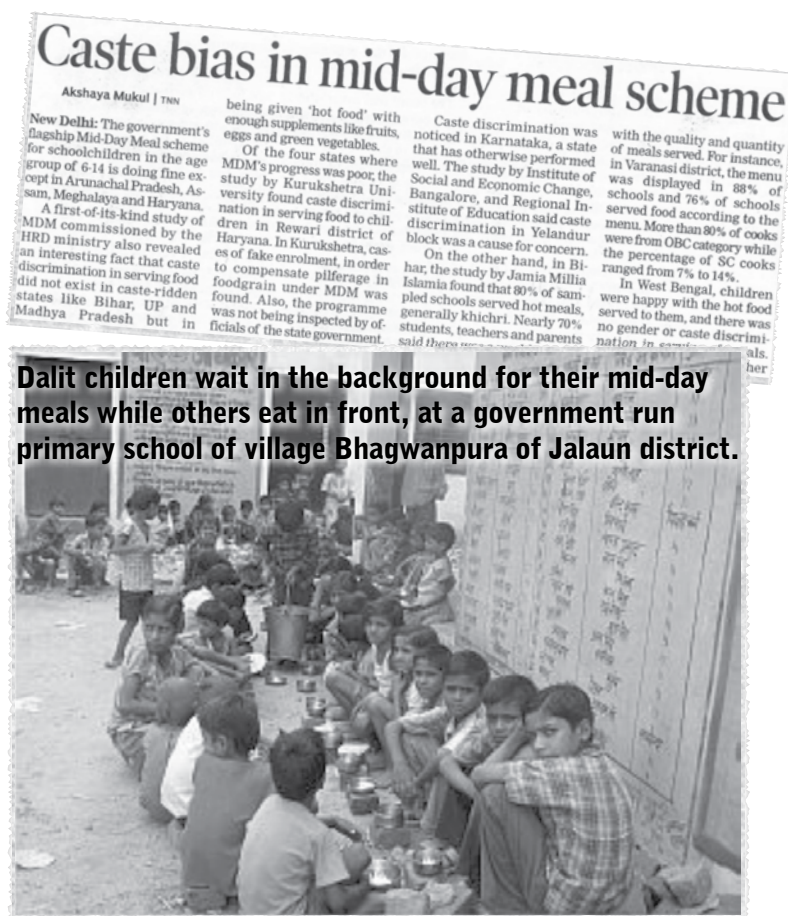 Caste bias in mid-day meal scheme
Akshaya Mukul | TNN
New Delhi: The government's
flagship Mid-Day Meal scheme
for schoolchildren in the age
group of 6-14 is doing fine ex-
cept in Arunachal Pradesh, As-
sam, Meghalaya and Haryana.
A first-of-its-kind study of
MDM commissioned by the
HRD ministry also revealed
an interesting fact that caste
discrimination in serving food
did not exist in caste-ridden
states like Bihar, UP and
Madhya Pradesh but in
being given 'hot food' with
enough supplements like fruits,
eggs and green vegetables.
Of the four states where
MDM's progress was poor, the
study by Kurukshetra Uni-
versity found caste discrimi-
nation in serving food to chil-
dren in Rewari district of
Haryana. In Kurukshetra, cas-
es of fake enrolment, in order
to compensate pilferage in
foodgrain under MDM was
found. Also, the programme
was not being inspected by of-
ficials of the state government.
Caste discrimination was
noticed in Karnataka, a state
that has otherwise performed
well. The study by Institute of
Social and Economic Change,
Bangalore, and Regional In-
stitute of Education said caste
discrimination in Yelandur
block was a cause for concern.
On the other hand, in Bi-
har, the study by Jamia Millia
Islamia found that 80% of sam-
pled schools served hot meals,
generally khichri. Nearly 70%
students, teachers and parents
said there
with the quality and quantity
of meals served. For instance,
in Varanasi district, the menu
was displayed in 88% of
schools and 76% of schools
served food according to the
menu. More than 80% of cooks
were from OBC category while
the percentage of SC cooks
ranged from 7% to 14%.
In West Bengal, children
were happy with the hot food
served to them, and there was
no gender or caste discrimi-
nation in
als.
her
Dalit children wait in the background for their mid-day
meals while others eat in front, at a government run
primary school of village Bhagwanpura of Jalaun district.